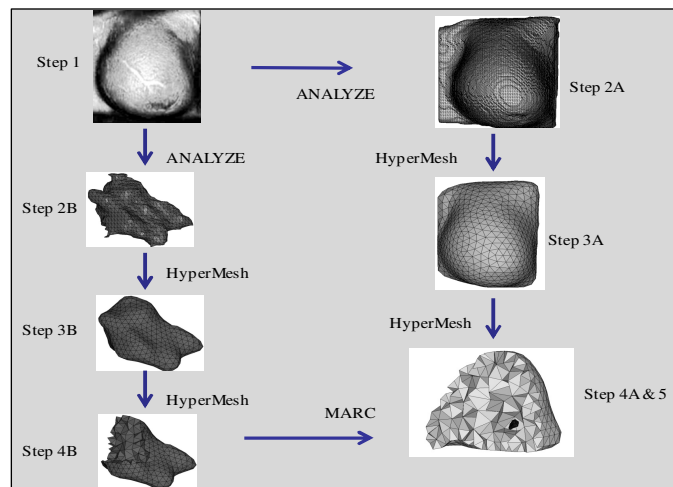 Step 1
ANALYZE
Step 2A
ANALYZE
HyperMesh
Step 2B
Step 3A
HyperMesh
Step 3B
HyperMesh
HyperMesh
Step 4A & 5
MARC
Step 4B